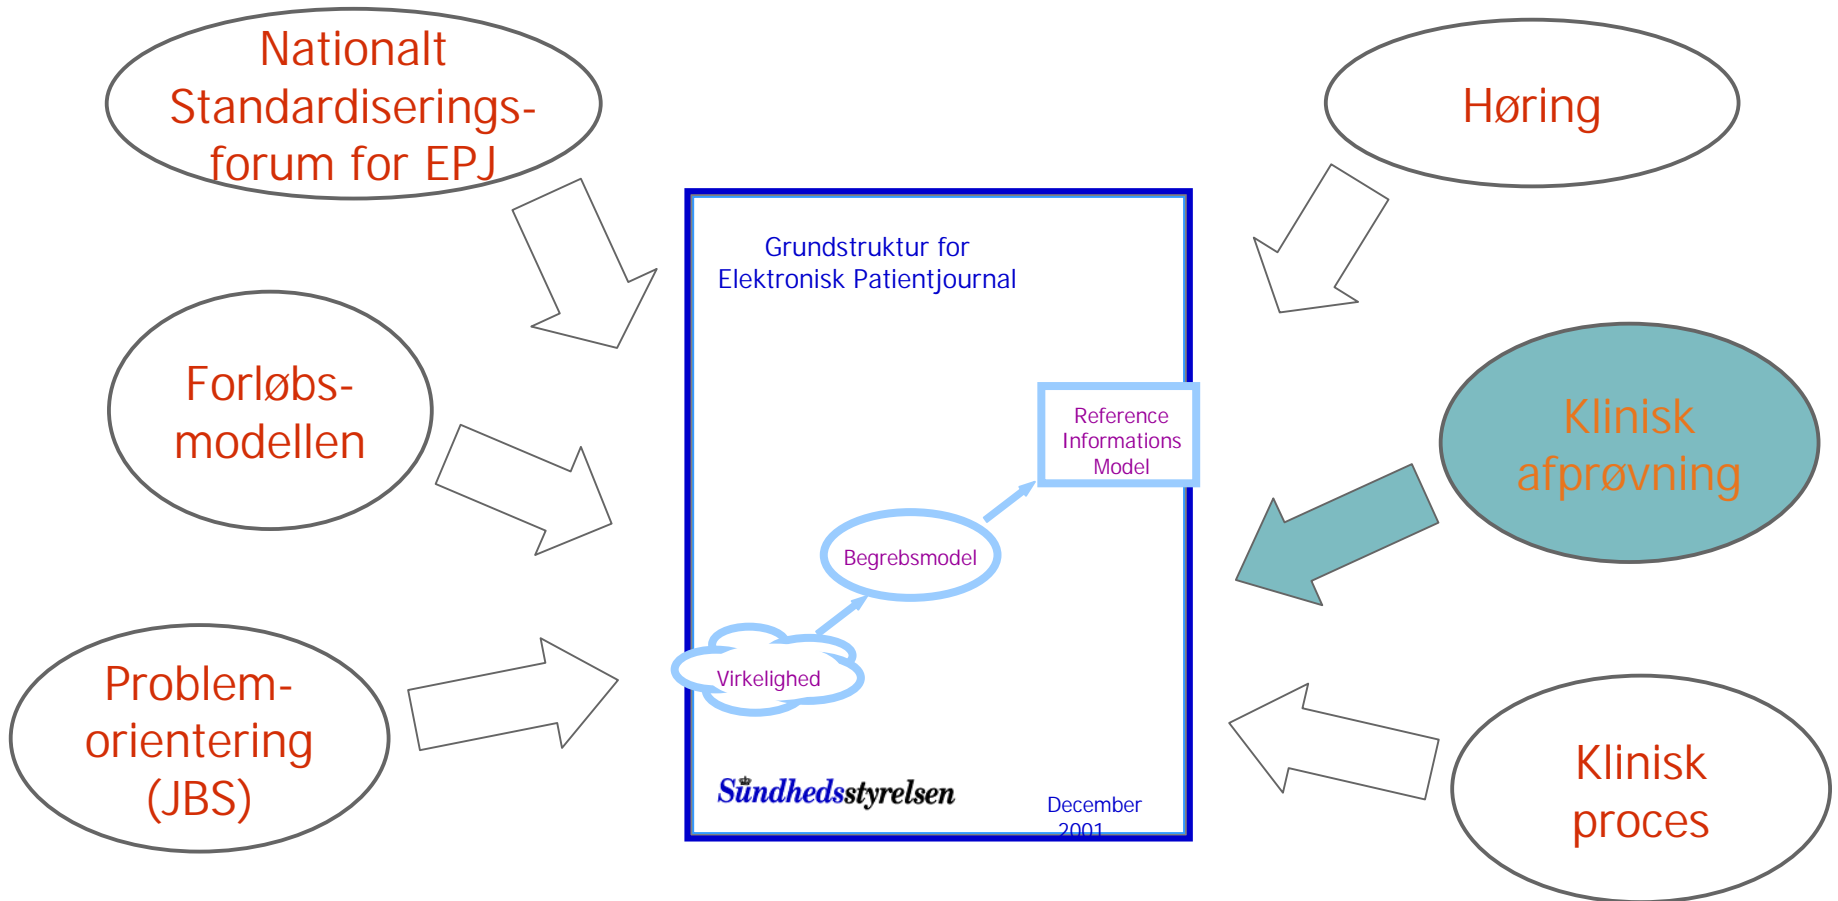 Nationalt
Standardiserings-
forum for EPJ
Høring
Grundstruktur for
Elektronisk Patientjournal
Forløbs-
modellen
Reference
Informations
Model
Klinisk
afprøvning
Begrebsmodel
Virkelighed
Problem-
orientering
(JBS)
Sundhedsstyrelsen
December
2001
Klinisk
proces